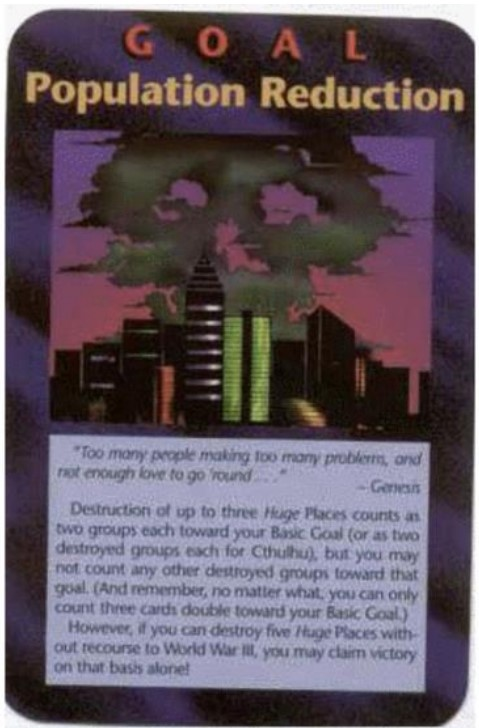 GOAL
Population Reduction
"Too many people making too many problems, and
not enough love to go 'round . . ."
– Genesis
Destruction of up to three Huge Places counts as
two groups each toward your Basic Goal (or as two
destroyed groups each for Cthulhu), but you may
not count any other destroyed groups toward that
goal. (And remember, no matter what, you can only
count three cards double toward your Basic Goal.)
However, if you can destroy five Huge Places with-
out recourse to World War III, you may claim victory
on that basis alone!